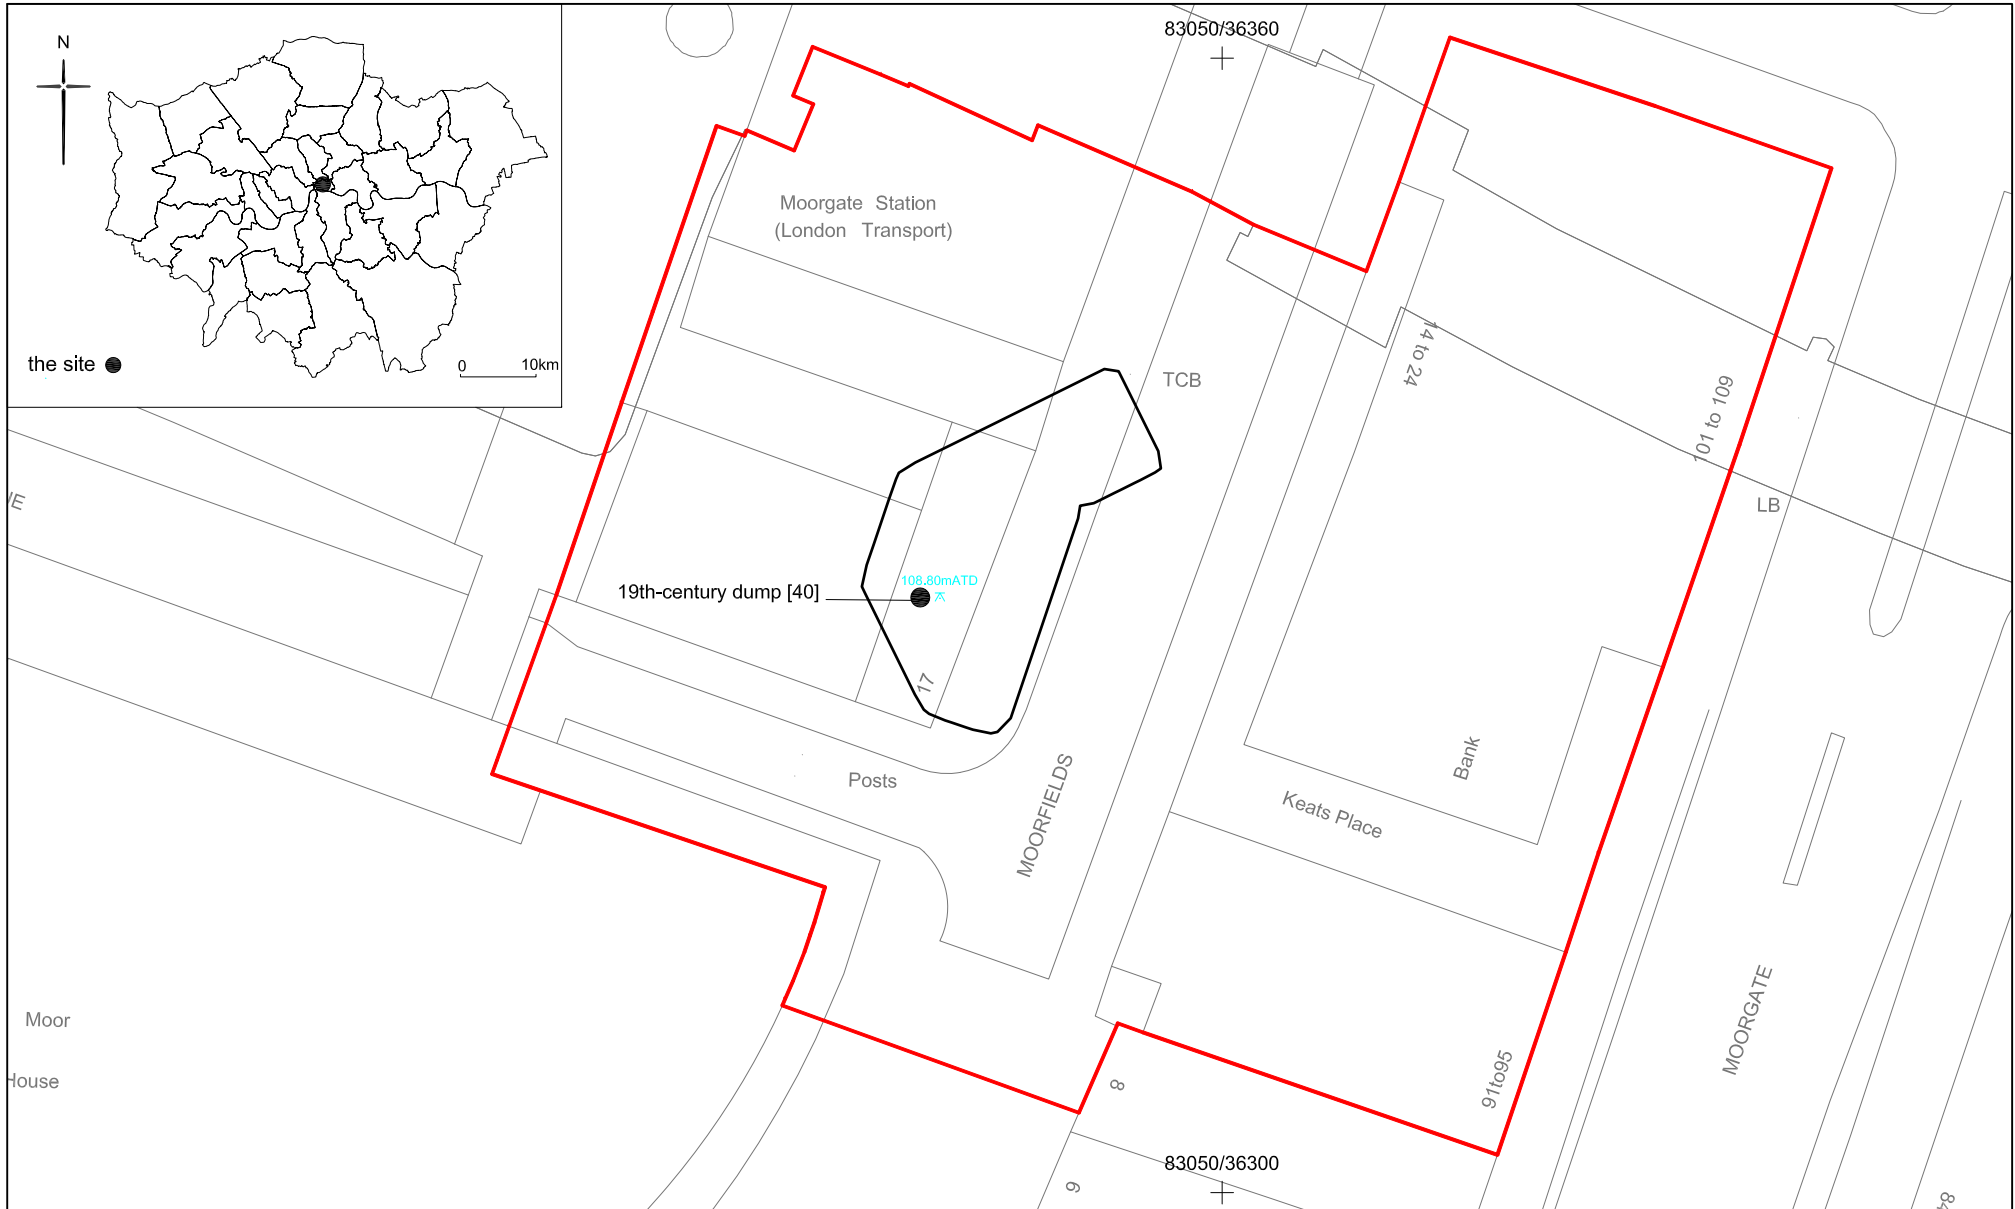 N
the site
0 10km
83050/36360
Moorgate Station
(London Transport)
TCB
14 to 24
101 to 109
LB
108.80mATD
19th-century dump [40]
17
Posts
MOORFIELDS
Keats Place
Bank
MOORGATE
Moor
House
91to95
8
83050/36300
9